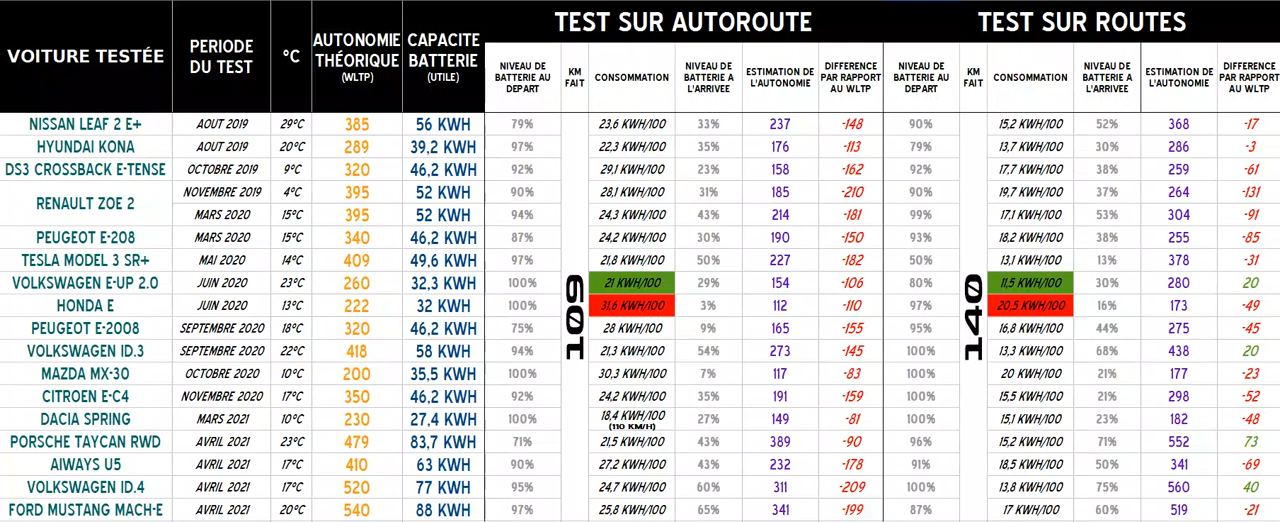 TEST SUR AUTOROUTE TEST SUR ROUTES
VOITURE TESTÉE PERIODE DU TEST °C AUTONOMIE THÉORIQUE (WLTP) CAPACITE BATTERIE (UTILE) NIVEAU DE BATTERIE AU DEPART KM FAIT CONSOMMATION NIVEAU DE BATTERIE A L'ARRIVEE ESTIMATION DE L'AUTONOMIE DIFFERENCE PAR RAPPORT AU WLTP NIVEAU DE BATTERIE AU DEPART KM FAIT CONSOMMATION NIVEAU DE BATTERIE A L'ARRIVEE ESTIMATION DE L'AUTONOMIE DIFFERENCE PAR RAPPORT AU WLTP
NISSAN LEAF 2 E+ AOUT 2019 29°C 385 56 KWH 79% 23,6 KWH/100 33% 237 -148 90% 15,2 KWH/100 52% 368 -17
HYUNDAI KONA AOUT 2019 20°C 289 39,2 KWH 97% 22,3 KWH/100 35% 176 -113 79% 13,7 KWH/100 30% 286 -3
DS3 CROSSBACK E-TENSE OCTOBRE 2019 9°C 320 46,2 KWH 92% 29,1 KWH/100 23% 158 -162 92% 17,7 KWH/100 38% 259 -61
RENAULT ZOE 2 NOVEMBRE 2019 4°C 395 52 KWH 90% 28,1 KWH/100 31% 185 -210 90% 19,7 KWH/100 37% 264 -131
MARS 2020 15°C 395 52 KWH 94% 24,3 KWH/100 43% 214 -181 99% 17,1 KWH/100 53% 304 -91
PEUGEOT E-208 MARS 2020 15°C 340 46,2 KWH 87% 24,2 KWH/100 30% 190 -150 93% 18,2 KWH/100 38% 255 -85
TESLA MODEL 3 SR+ MAI 2020 14°C 409 49,6 KWH 97% 21,8 KWH/100 50% 227 -182 50% 13,1 KWH/100 13% 378 -31
VOLKSWAGEN E-UP 2.0 JUIN 2020 23°C 260 32,3 KWH 100% 109 21 KWH/100 29% 154 -106 80% 140 11,5 KWH/100 30% 280 20
HONDA E JUIN 2020 13°C 222 32 KWH 100% 31,6 KWH/100 3% 112 -110 97% 20,5 KWH/100 16% 173 -49
PEUGEOT E-2008 SEPTEMBRE 2020 18°C 320 46,2 KWH 75% 28 KWH/100 9% 165 -155 95% 16,8 KWH/100 44% 275 -45
VOLKSWAGEN ID.3 SEPTEMBRE 2020 22°C 418 58 KWH 94% 21,3 KWH/100 54% 273 -145 100% 13,3 KWH/100 68% 438 20
MAZDA MX-30 OCTOBRE 2020 10°C 200 35,5 KWH 100% 30,3 KWH/100 7% 117 -83 100% 20 KWH/100 21% 177 -23
CITROEN E-C4 NOVEMBRE 2020 17°C 350 46,2 KWH 92% 24,2 KWH/100 35% 191 -159 100% 15,5 KWH/100 21% 298 -52
DACIA SPRING MARS 2021 10°C 230 27,4 KWH 100% 18,4 KWH/100 (110 KM/H) 27% 149 -81 100% 15,1 KWH/100 23% 182 -48
PORSCHE TAYCAN RWD AVRIL 2021 23°C 479 83,7 KWH 71% 21,5 KWH/100 43% 389 -90 96% 15,2 KWH/100 71% 552 73
AIWAYS U5 AVRIL 2021 17°C 410 63 KWH 90% 27,2 KWH/100 43% 232 -178 91% 18,5 KWH/100 50% 341 -69
VOLKSWAGEN ID.4 AVRIL 2021 17°C 520 77 KWH 95% 24,7 KWH/100 60% 311 -209 100% 13,8 KWH/100 75% 560 40
FORD MUSTANG MACH-E AVRIL 2021 20°C 540 88 KWH 97% 25,8 KWH/100 65% 341 -199 87% 17 KWH/100 60% 519 -21